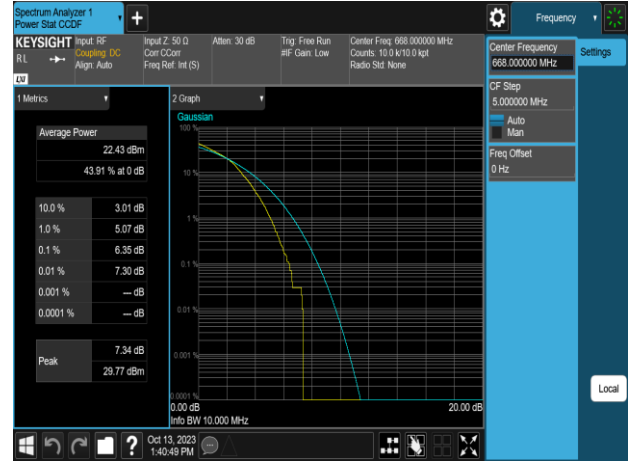 Spectrum Analyzer 1
Power Stat CCDF
Frequency
KEYSIGHT
RL
LXI
Input: RF
Coupling: DC
Align: Auto
Input Z: 50 Ω
Corr CCorr
Freq Ref: Int (S)
Atten: 30 dB
Trig: Free Run
#IF Gain: Low
Center Freq: 668.000000 MHz
Counts: 10.0 k/10.0 kpt
Radio Std: None
1 Metrics
Average Power
22.43 dBm
43.91 % at 0 dB
10.0 % 3.01 dB
1.0 % 5.07 dB
0.1 % 6.35 dB
0.01 % 7.30 dB
0.001 % --- dB
0.0001 % --- dB
Peak
7.34 dB
29.77 dBm
2 Graph
Gaussian
100 %
10 %
1 %
0.1 %
0.01 %
0.001 %
0.0001 %
0.00 dB
20.00 dB
Info BW 10.000 MHz
Center Frequency
668.000000 MHz
Settings
CF Step
5.000000 MHz
Auto
Man
Freq Offset
0 Hz
Local
?
Oct 13, 2023
1:40:49 PM